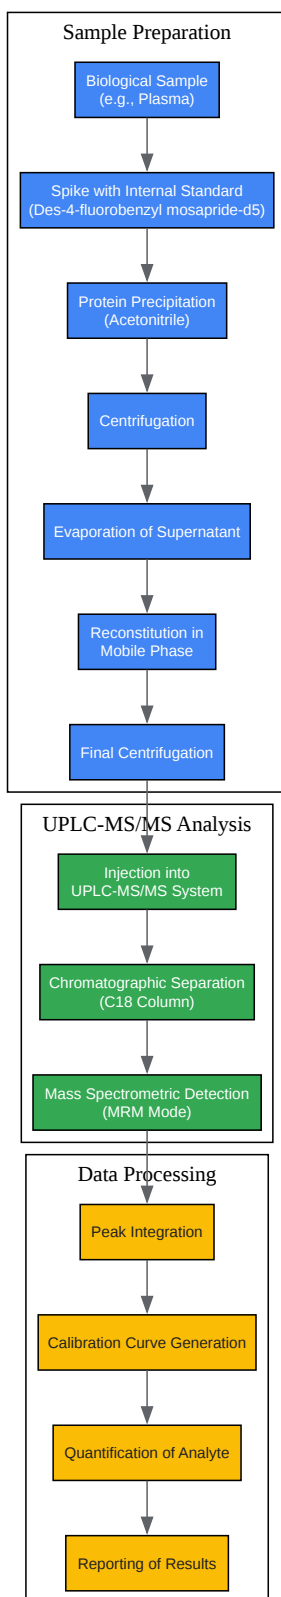 Sample Preparation
Biological Sample
(e.g., Plasma)
Spike with Internal Standard
(Des-4-fluorobenzyl mosapride-d5)
Protein Precipitation
(Acetonitrile)
Centrifugation
Evaporation of Supernatant
Reconstitution in
Mobile Phase
Final Centrifugation
UPLC-MS/MS Analysis
Injection into
UPLC-MS/MS System
Chromatographic Separation
(C18 Column)
Mass Spectrometric Detection
(MRM Mode)
Data Processing
Peak Integration
Calibration Curve Generation
Quantification of Analyte
Reporting of Results